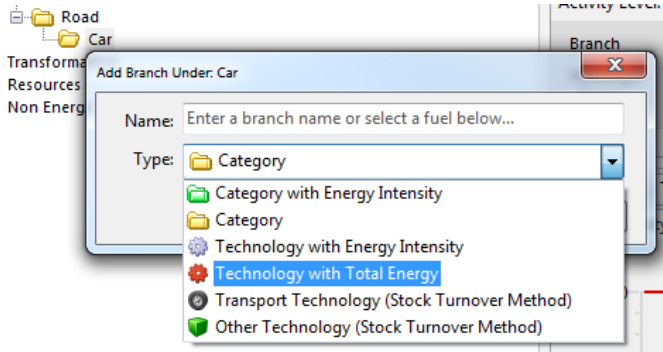 Road
Activity Level:
Car
Branch
Transforma
Add Branch Under: Car
Resources
Non Energ
Name: Enter a branch name or select a fuel below...
Type: Category
Category with Energy Intensity
Category
Technology with Energy Intensity
Technology with Total Energy
Transport Technology (Stock Turnover Method)
Other Technology (Stock Turnover Method)